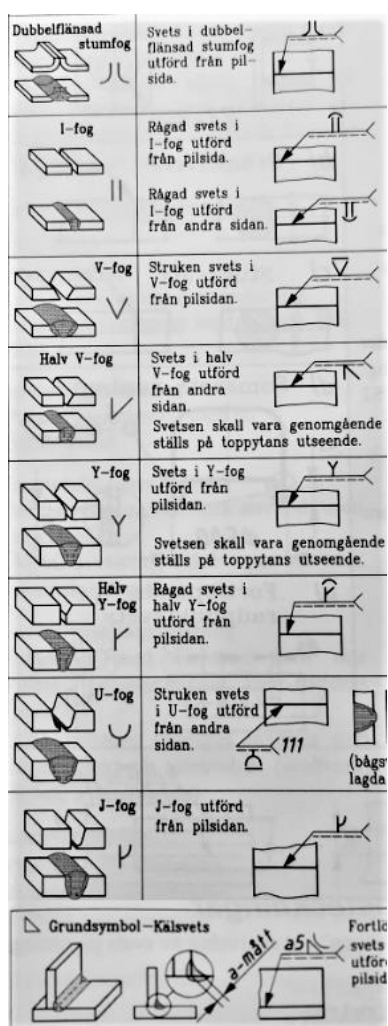 Dubbelflänsad
stumfog
Svets i dubbel-
flänsad stumfog
utförd från pil-
sida.
I-fog
Rågad svets i
I-fog utförd
från pilsida.
Rågad svets i
I-fog utförd
från andra sidan.
V-fog
Struken svets i
V-fog utförd
från pilsidan.
Halv V-fog
Svets i halv
V-fog utförd
från andra
sidan.
Svetsen skall vara genomgående
ställs på toppytans utseende.
Y-fog
Svets i Y-fog
utförd från
pilsidan.
Svetsen skall vara genomgående
ställs på toppytans utseende.
Halv
Y-fog
Rågad svets i
halv Y-fog
utförd från
pilsidan.
U-fog
Struken svets
i U-fog utförd
från andra
sidan.
111
(bågs
lagda
J-fog
J-fog utförd
från pilsidan.
Grundsymbol-Kälsvets
a-mått
a5
Fortlö
svets
utför
pilsid